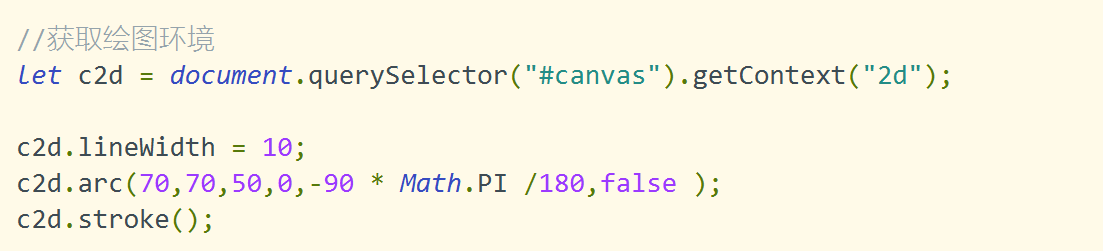 //获取绘图环境
let c2d = document.querySelector("#canvas").getContext("2d");
c2d.lineWidth = 10;
c2d.arc(70,70,50,0,-90 * Math.PI /180,false );
c2d.stroke();